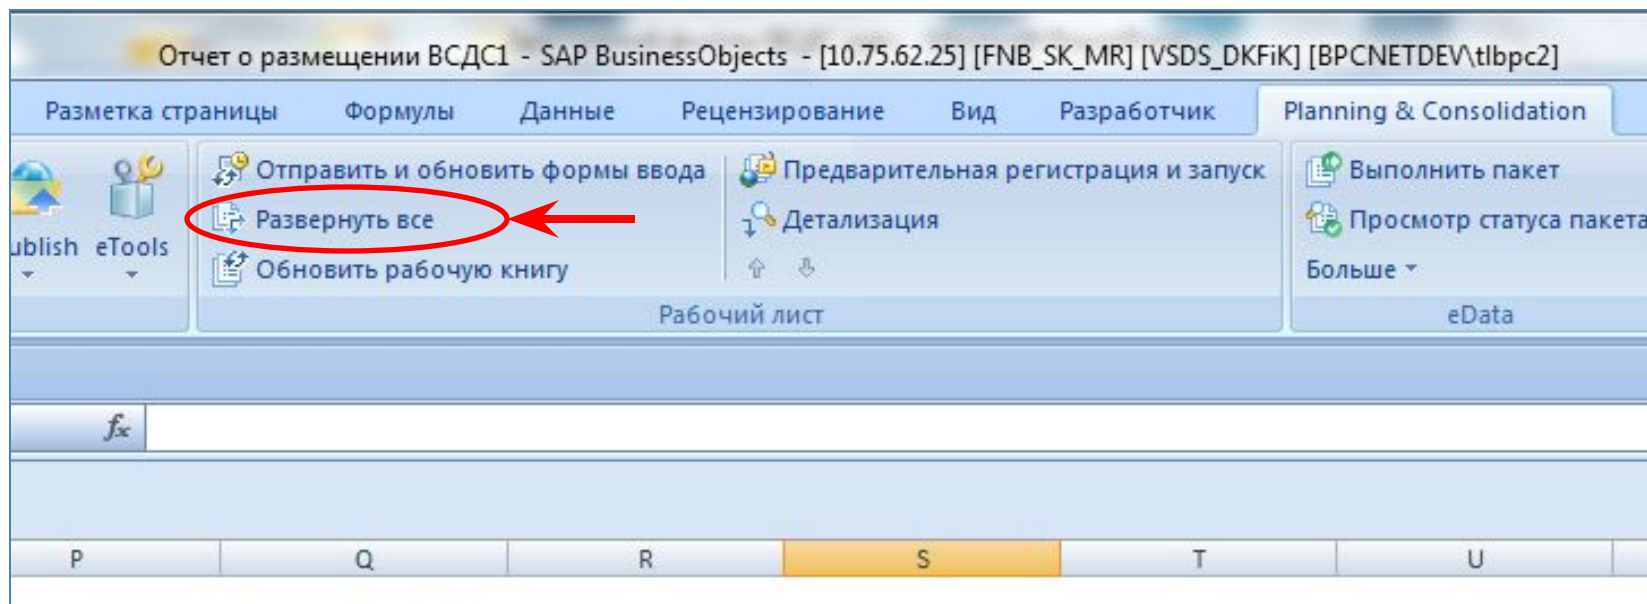 Отчет о размещении ВСДС1 - SAP BusinessObjects - [10.75.62.25] [FNB_SK_MR] [VSDS_DKFiK] [BPCNETDEV\tlbpc2]
Разметка страницы Формулы Данные Рецензирование Вид Разработчик Planning & Consolidation
Отправить и обновить формы ввода Предварительная регистрация и запуск Выполнить пакет
Развернуть все Детализация Просмотр статуса пакета
ublish eTools
Обновить рабочую книгу Больше
Рабочий лист eData
fx
P Q R S T U